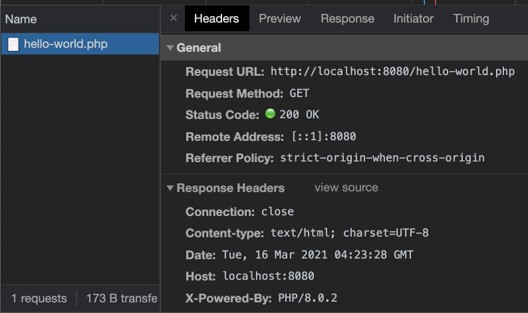 Name
hello-world.php
1 requests
173 B transfe
× Headers Preview Response Initiator Timing
General
Request URL: http://localhost:8080/hello-world.php
Request Method: GET
Status Code: 200 OK
Remote Address: [::1]:8080
Referrer Policy: strict-origin-when-cross-origin
Response Headers view source
Connection: close
Content-type: text/html; charset=UTF-8
Date: Tue, 16 Mar 2021 04:23:28 GMT
Host: localhost:8080
X-Powered-By: PHP/8.0.2